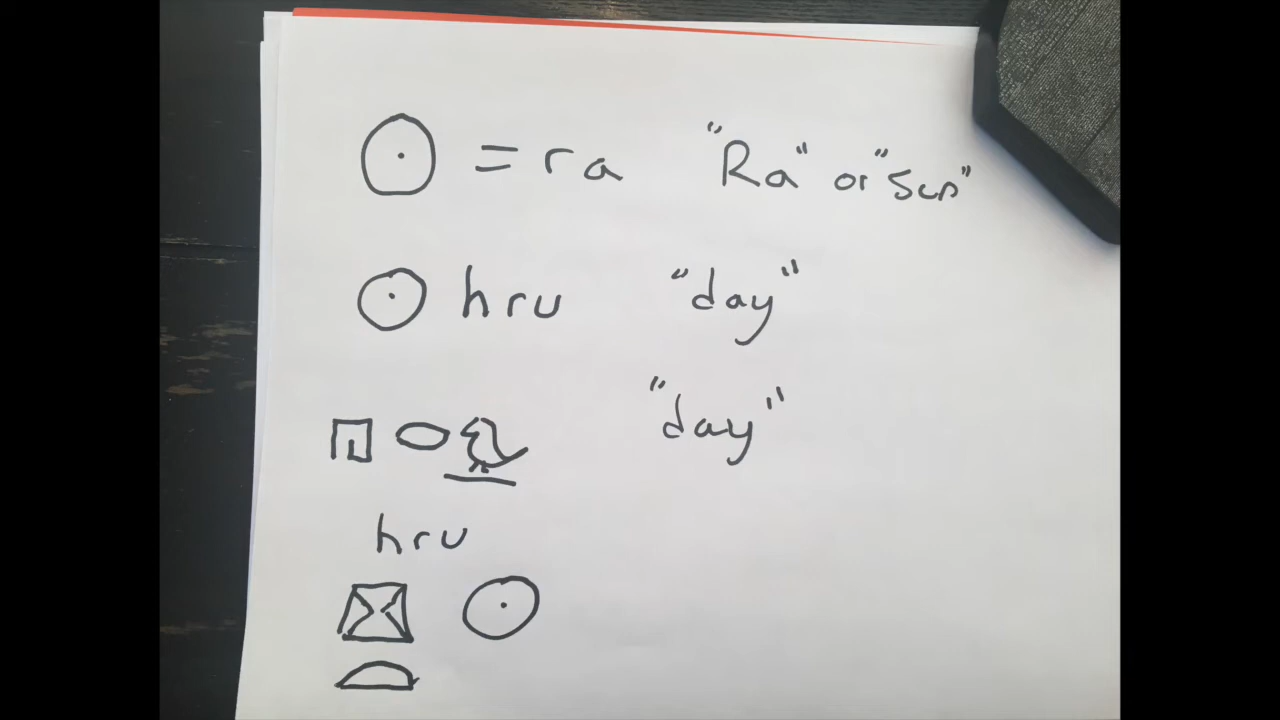 𓇳 = ra "Ra" or "Sun"
𓇳 hru "day"
𓉔 𓂋 𓅱 "day"
hru
𓇳
𓏏